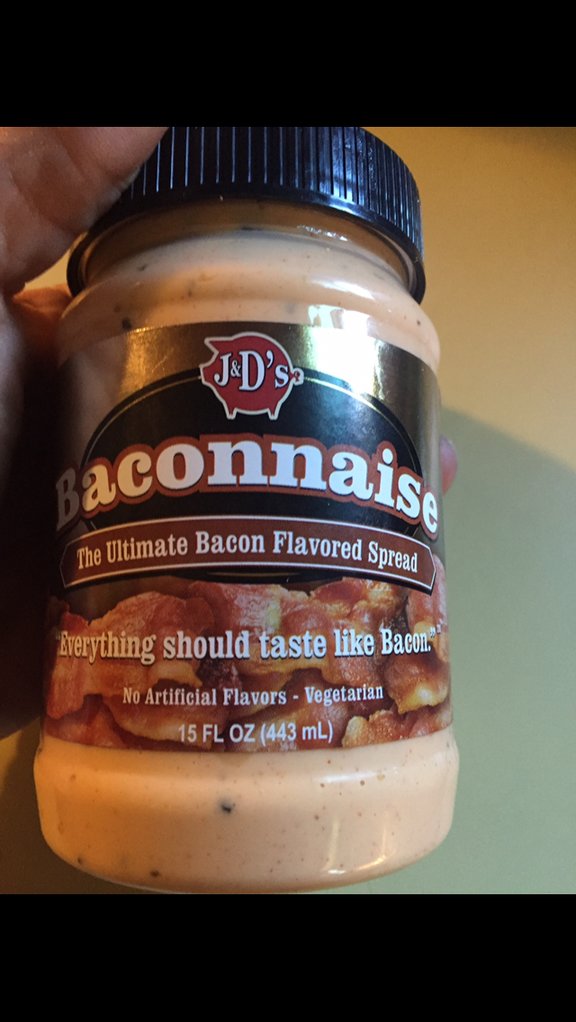 J&D's
Baconnaise
The Ultimate Bacon Flavored Spread
"Everything should taste like Bacon."™
No Artificial Flavors - Vegetarian
15 FL OZ (443 mL)